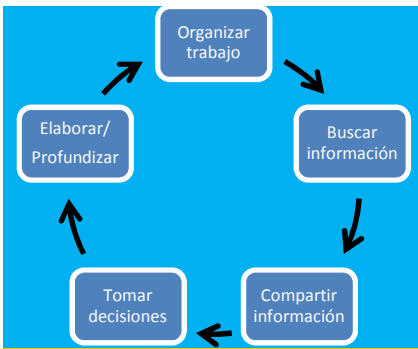 Organizar
trabajo
Buscar
información
Compartir
información
Tomar
decisiones
Elaborar/
Profundizar